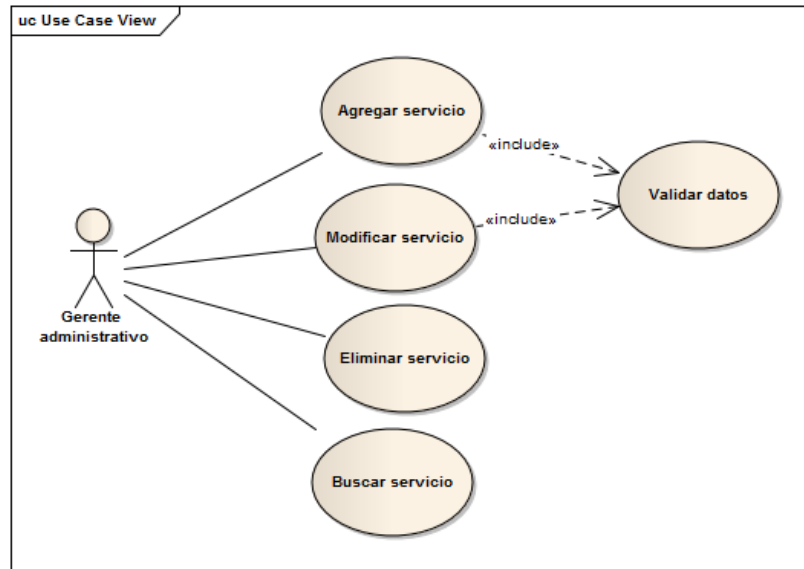 uc Use Case View
Agregar servicio
«include»
Validar datos
«include»
Modificar servicio
Gerente
administrativo
Eliminar servicio
Buscar servicio